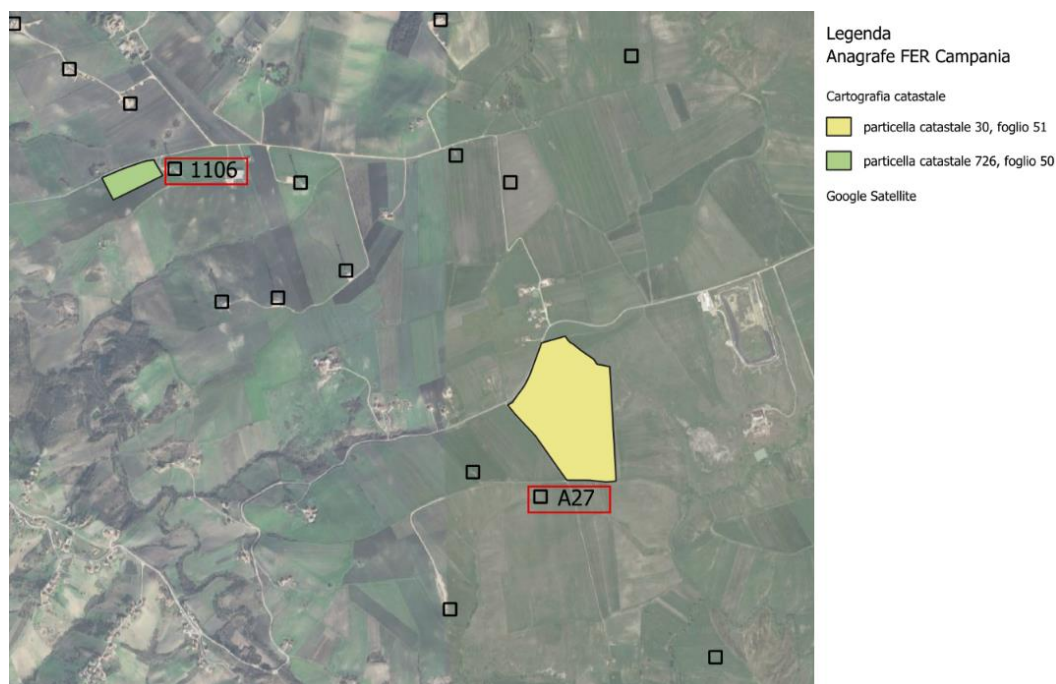 Legenda
Anagrafe FER Campania
Cartografia catastale
particella catastale 30, foglio 51
particella catastale 726, foglio 50
Google Satellite
1106
A27